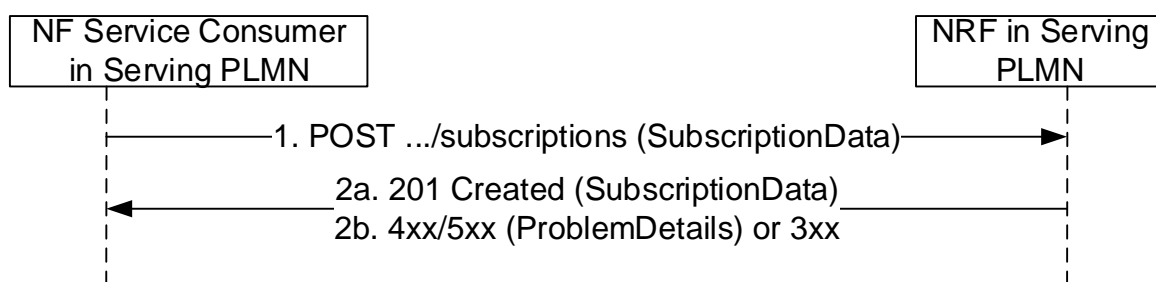 NF Service Consumer
in Serving PLMN
NRF in Serving
PLMN
1. POST .../subscriptions (SubscriptionData)
2a. 201 Created (SubscriptionData)
2b. 4xx/5xx (ProblemDetails) or 3xx